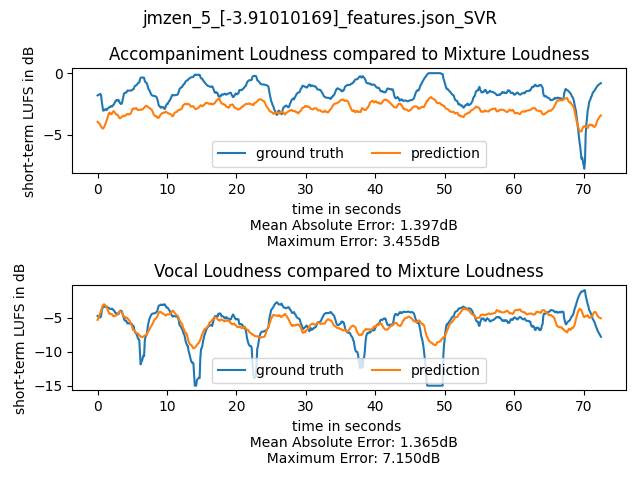 jmzen_5_[-3.91010169]_features.json_SVR
Accompaniment Loudness compared to Mixture Loudness
short-term LUFS in dB
0
−5
ground truth
prediction
0 10 20 30 40 50 60 70
time in seconds
Mean Absolute Error: 1.397dB
Maximum Error: 3.455dB
Vocal Loudness compared to Mixture Loudness
short-term LUFS in dB
−5
−10
−15
ground truth
prediction
0 10 20 30 40 50 60 70
time in seconds
Mean Absolute Error: 1.365dB
Maximum Error: 7.150dB